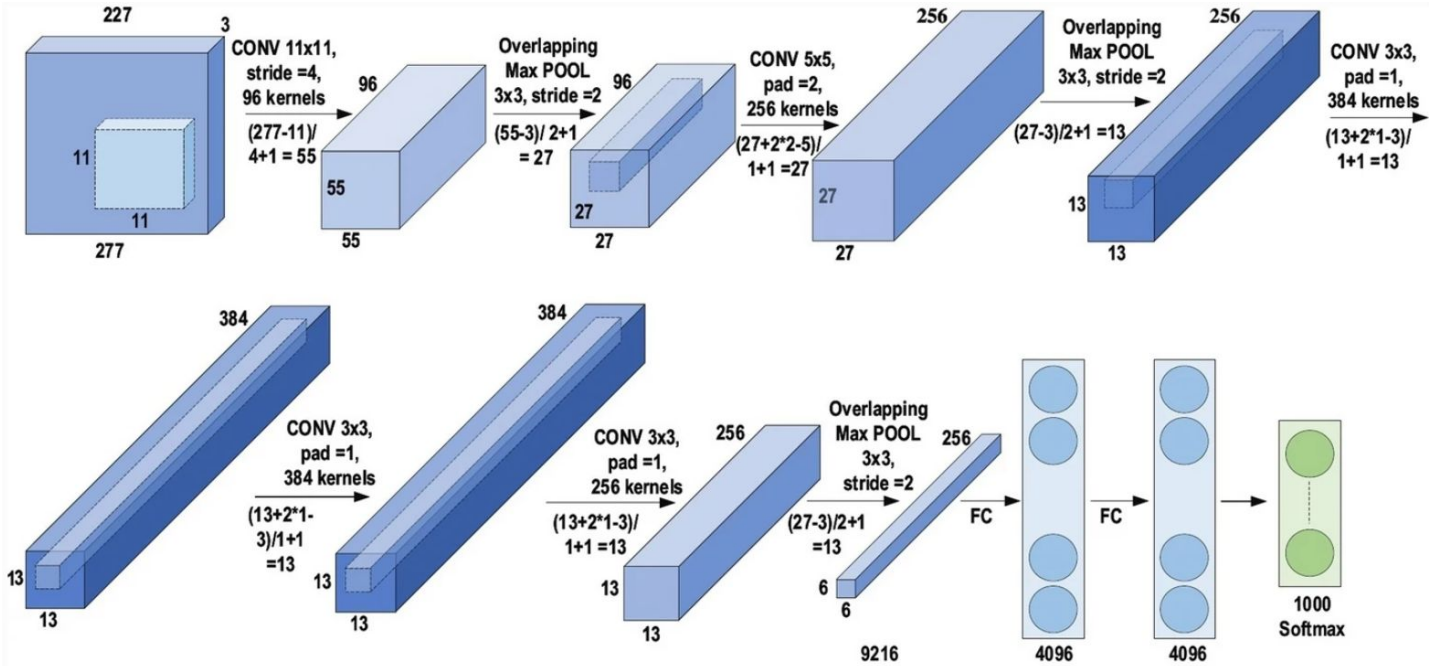 227
3
CONV 11x11,
stride =4,
96 kernels
(277-11)/
4+1 = 55
11
11
277
96
55
55
Overlapping
Max POOL
3x3, stride =2
(55-3)/ 2+1
= 27
96
27
27
CONV 5x5,
pad =2,
256 kernels
(27+2*2-5)/
1+1 =27
256
27
27
Overlapping
Max POOL
3x3, stride =2
(27-3)/2+1 =13
256
13
13
CONV 3x3,
pad =1,
384 kernels
(13+2*1-3)/
1+1 =13
384
13
13
CONV 3x3,
pad =1,
384 kernels
(13+2*1-
3)/1+1
=13
384
13
13
CONV 3x3,
pad =1,
256 kernels
(13+2*1-3)/
1+1 =13
256
13
13
Overlapping
Max POOL
3x3,
stride =2
(27-3)/2+1
=13
256
6
6
9216
FC
4096
FC
4096
1000
Softmax